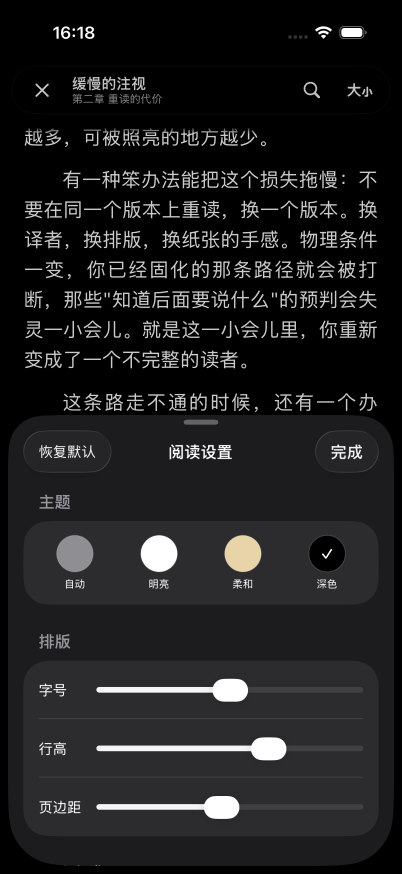 16:18
缓慢的注视
第二章 重读的代价
大小
越多，可被照亮的地方越少。
有一种笨办法能把这个损失拖慢：不
要在同一个版本上重读，换一个版本。换
译者，换排版，换纸张的手感。物理条件
一变，你已经固化的那条路径就会被打
断，那些"知道后面要说什么"的预判会失
灵一小会儿。就是这一小会儿里，你重新
变成了一个不完整的读者。
这条路走不通的时候，还有一个办
恢复默认
阅读设置
完成
主题
自动
明亮
柔和
深色
排版
字号
行高
页边距